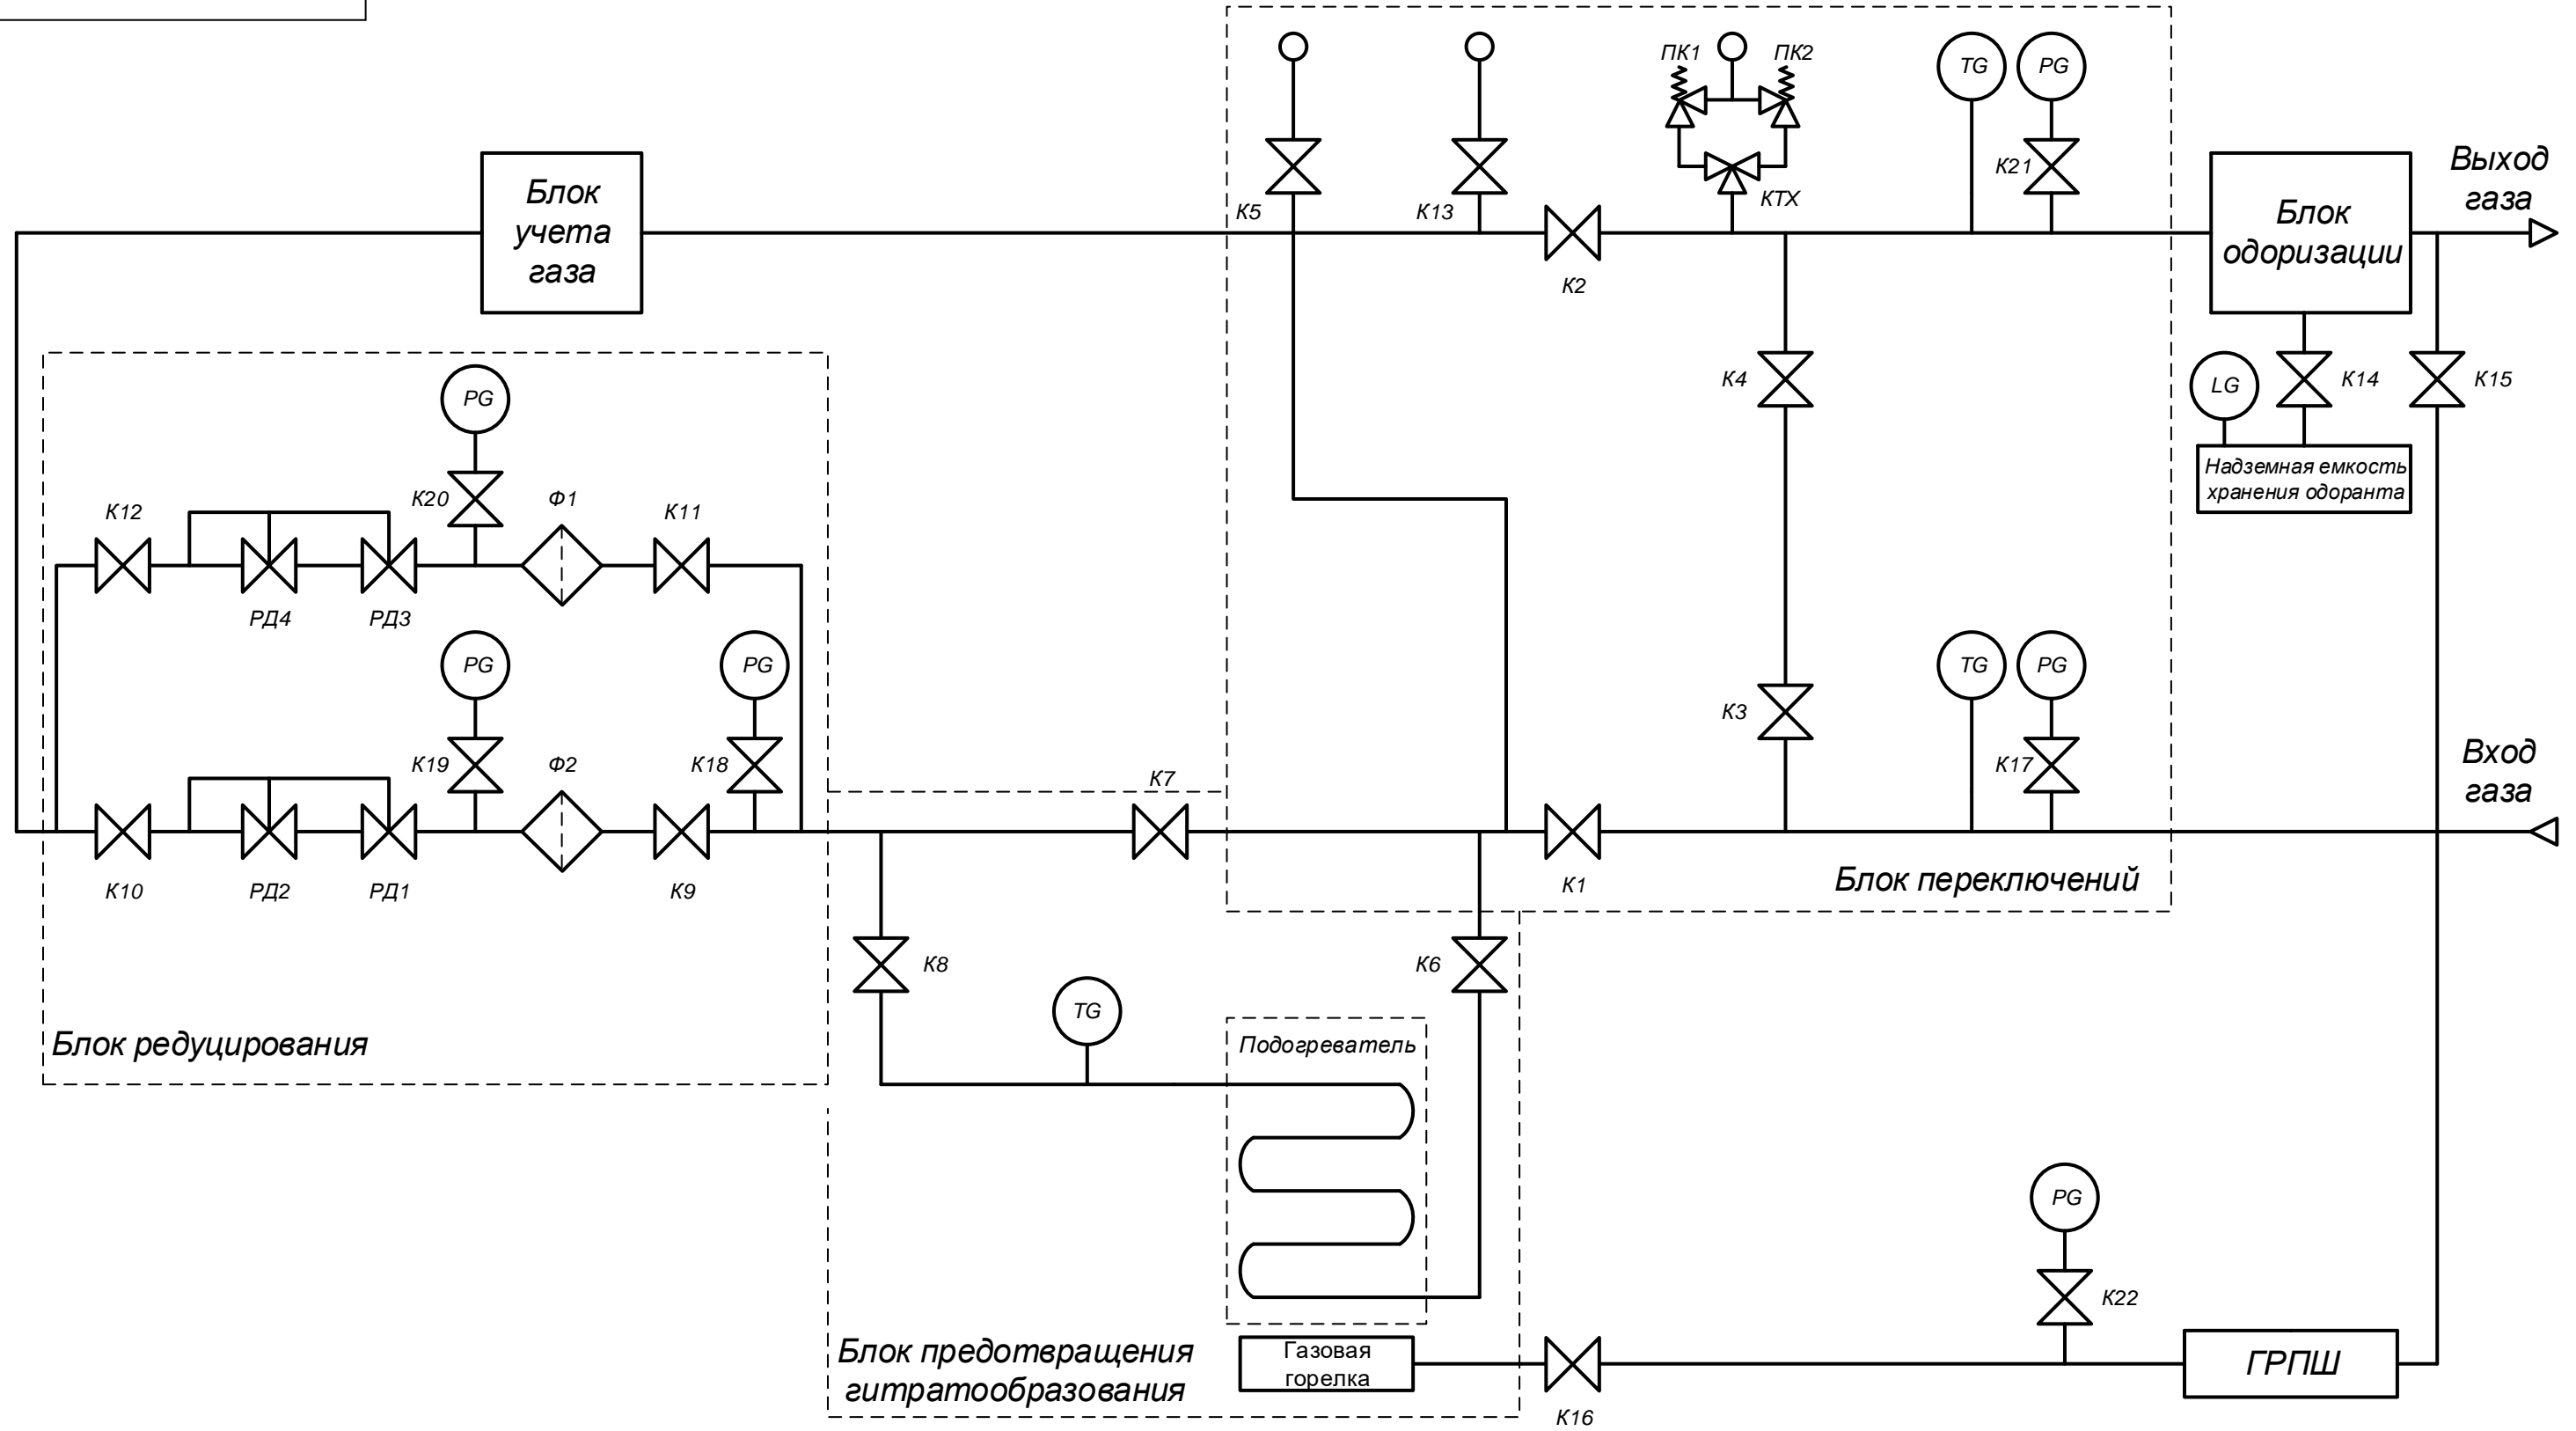 ПК1
ПК2
TG
PG
К5
К13
КТХ
К21
К2
Блок
учета
газа
Блок
одоризации
Выход
газа
К4
LG
К14
К15
Надземная емкость
хранения одоранта
PG
К12
К20
Ф1
К11
РД4
РД3
PG
PG
К3
TG
PG
К19
Ф2
К18
К7
К17
Вход
газа
К10
РД2
РД1
К9
К1
Блок переключений
К8
К6
TG
Блок редуцирования
Подогреватель
PG
К22
Блок предотвращения
гитратообразования
Газовая
горелка
К16
ГРПШ